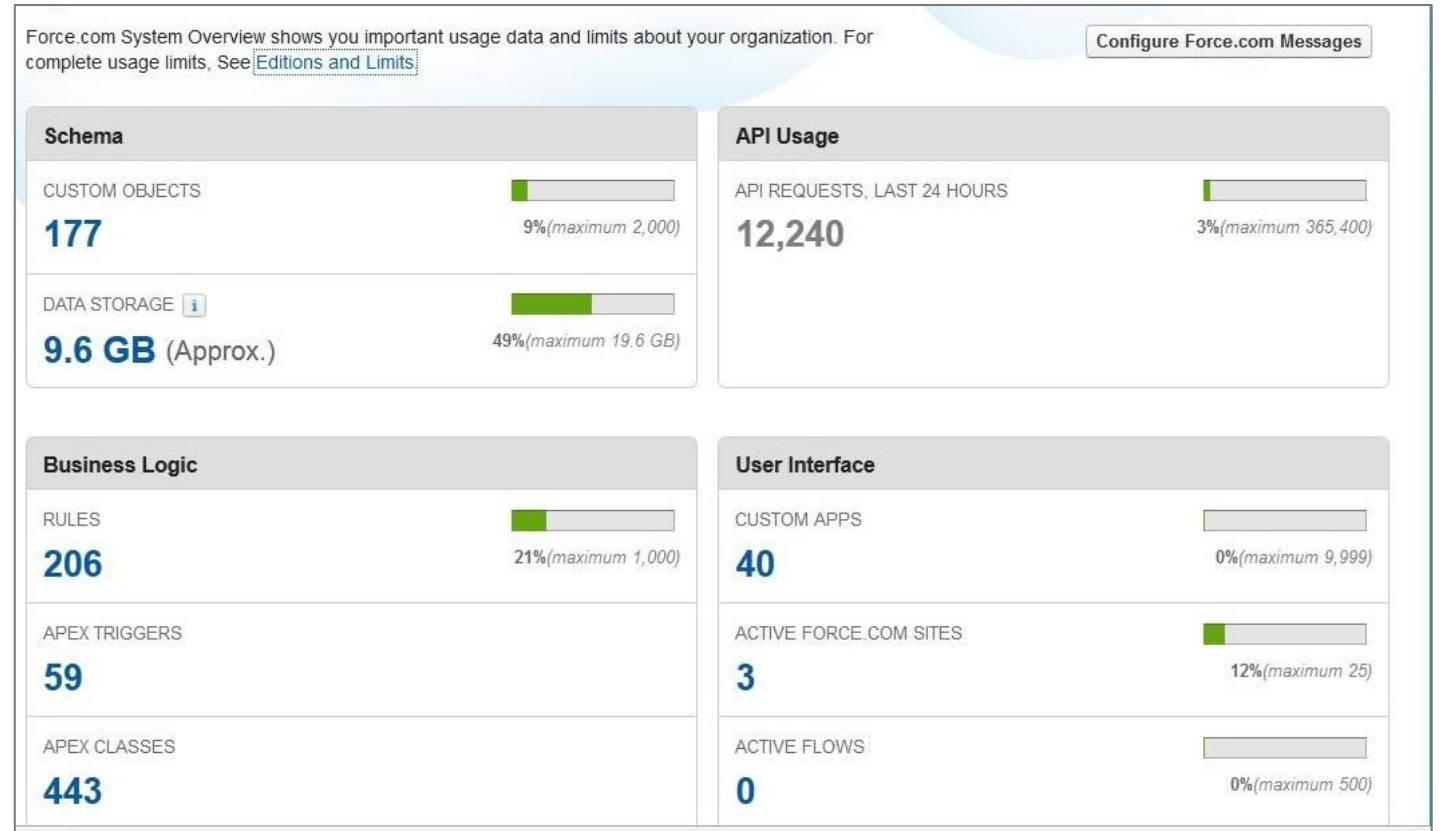 Force.com System Overview shows you important usage data and limits about your organization. For
complete usage limits, See Editions and Limits
Configure Force.com Messages
Schema
CUSTOM OBJECTS
177
9%(maximum 2,000)
DATA STORAGE i
9.6 GB (Approx.)
49%(maximum 19.6 GB)
API Usage
API REQUESTS, LAST 24 HOURS
12,240
3%(maximum 365,400)
Business Logic
RULES
206
21%(maximum 1,000)
APEX TRIGGERS
59
APEX CLASSES
443
User Interface
CUSTOM APPS
40
0%(maximum 9,999)
ACTIVE FORCE.COM SITES
3
12%(maximum 25)
ACTIVE FLOWS
0
0%(maximum 500)